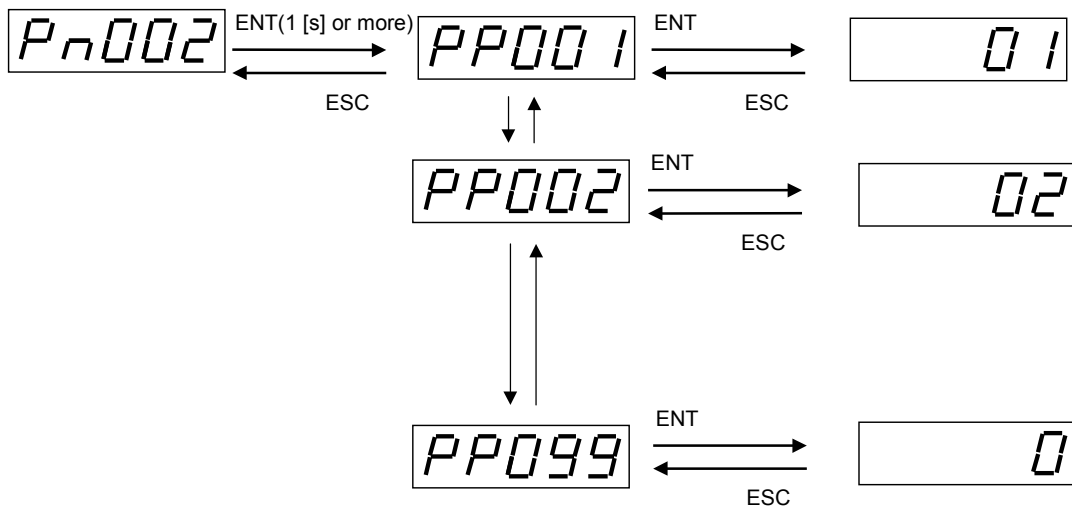 Pn002 ENT(1 [s] or more) PP001 ENT 01
ESC ESC
PP002 ENT 02
ESC
PP099 ENT 0
ESC